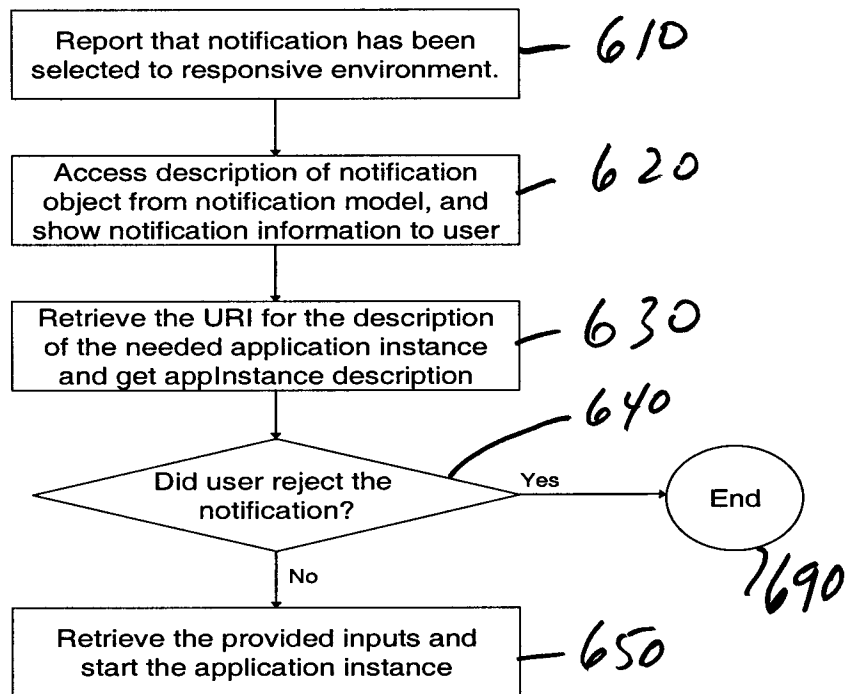 Report that notification has been
selected to responsive environment.
610
Access description of notification
object from notification model, and
show notification information to user
620
Retrieve the URI for the description
of the needed application instance
and get appInstance description
630
640
Did user reject the
notification?
Yes
End
690
No
Retrieve the provided inputs and
start the application instance
650